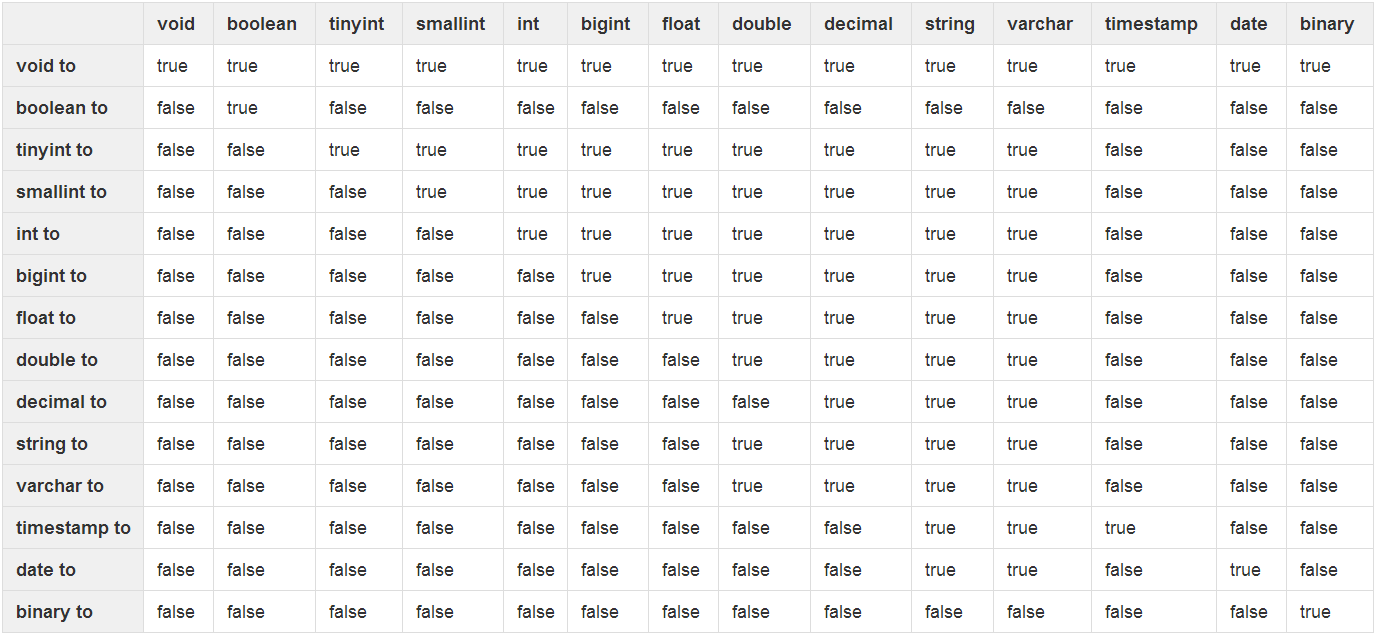 void boolean tinyint smallint int bigint float double decimal string varchar timestamp date binary
void to true true true true true true true true true true true true true true
boolean to false true false false false false false false false false false false false false
tinyint to false false true true true true true true true true true false false false
smallint to false false false true true true true true true true true false false false
int to false false false false true true true true true true true false false false
bigint to false false false false false true true true true true true false false false
float to false false false false false false true true true true true false false false
double to false false false false false false false true true true true false false false
decimal to false false false false false false false false true true true false false false
string to false false false false false false false true true true true false false false
varchar to false false false false false false false true true true true false false false
timestamp to false false false false false false false false false true true true false false
date to false false false false false false false false false true true false true false
binary to false false false false false false false false false false false false false true